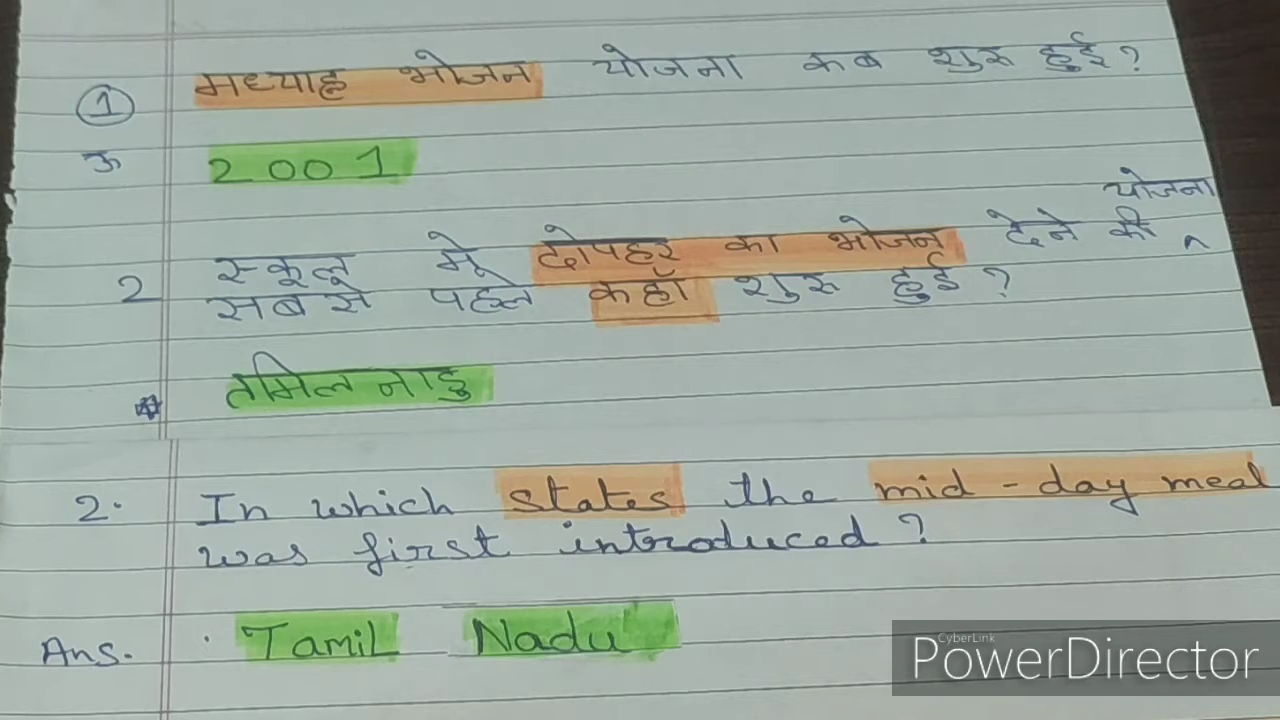 ① मध्याह्न भोजन योजना कब शुरू हुई?
उ 2001
योजना
2 स्कूल में दोपहर का भोजन देने की ^
सबसे पहले कहाँ शुरू हुई?
तमिल नाडु
2. In which states the mid-day meal
was first introduced?
Ans. Tamil Nadu
CyberLink
PowerDirector